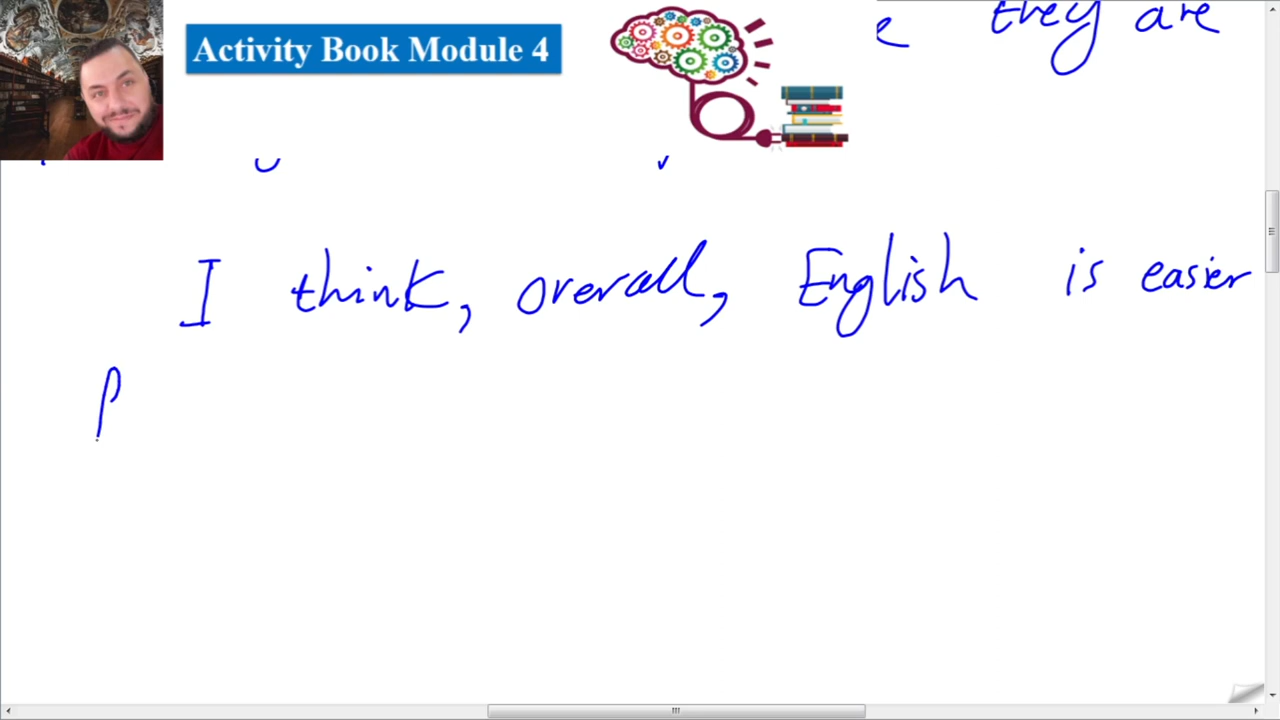 they are
Activity Book Module 4
I think, overall, English is easier